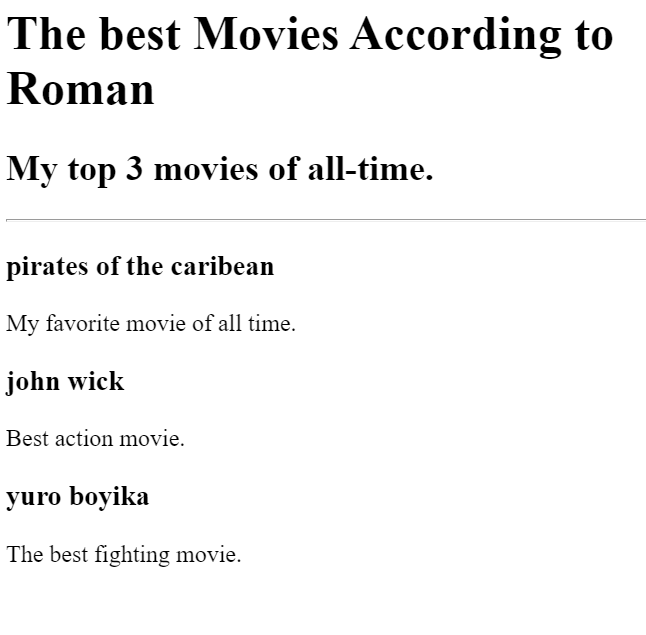 The best Movies According to
Roman
My top 3 movies of all-time.
pirates of the caribean
My favorite movie of all time.
john wick
Best action movie.
yuro boyika
The best fighting movie.